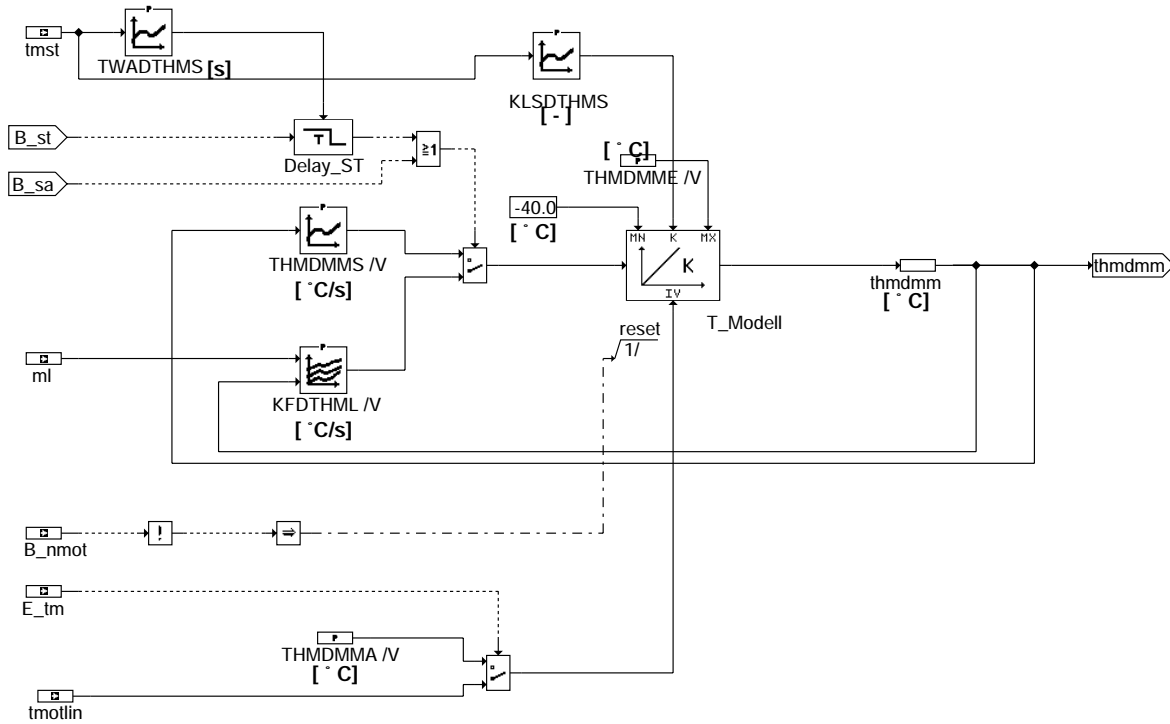 P
tmst
TWADTHMS [s]
P
KLSDTHMS
[ - ]
B_st
T
Delay_ST
≧1
B_sa
[ °C]
P
THMDMME /V
-40.0
[ °C]
P
THMDMMS /V
[ °C/s]
MN K MX
K
IV
T_Modell
thmdmm
[ °C]
thmdmm
reset
1/
ml
P
KFDTHML /V
[ °C/s]
B_nmot
!
⇒
E_tm
P
THMDMMA /V
[ °C]
tmotlin